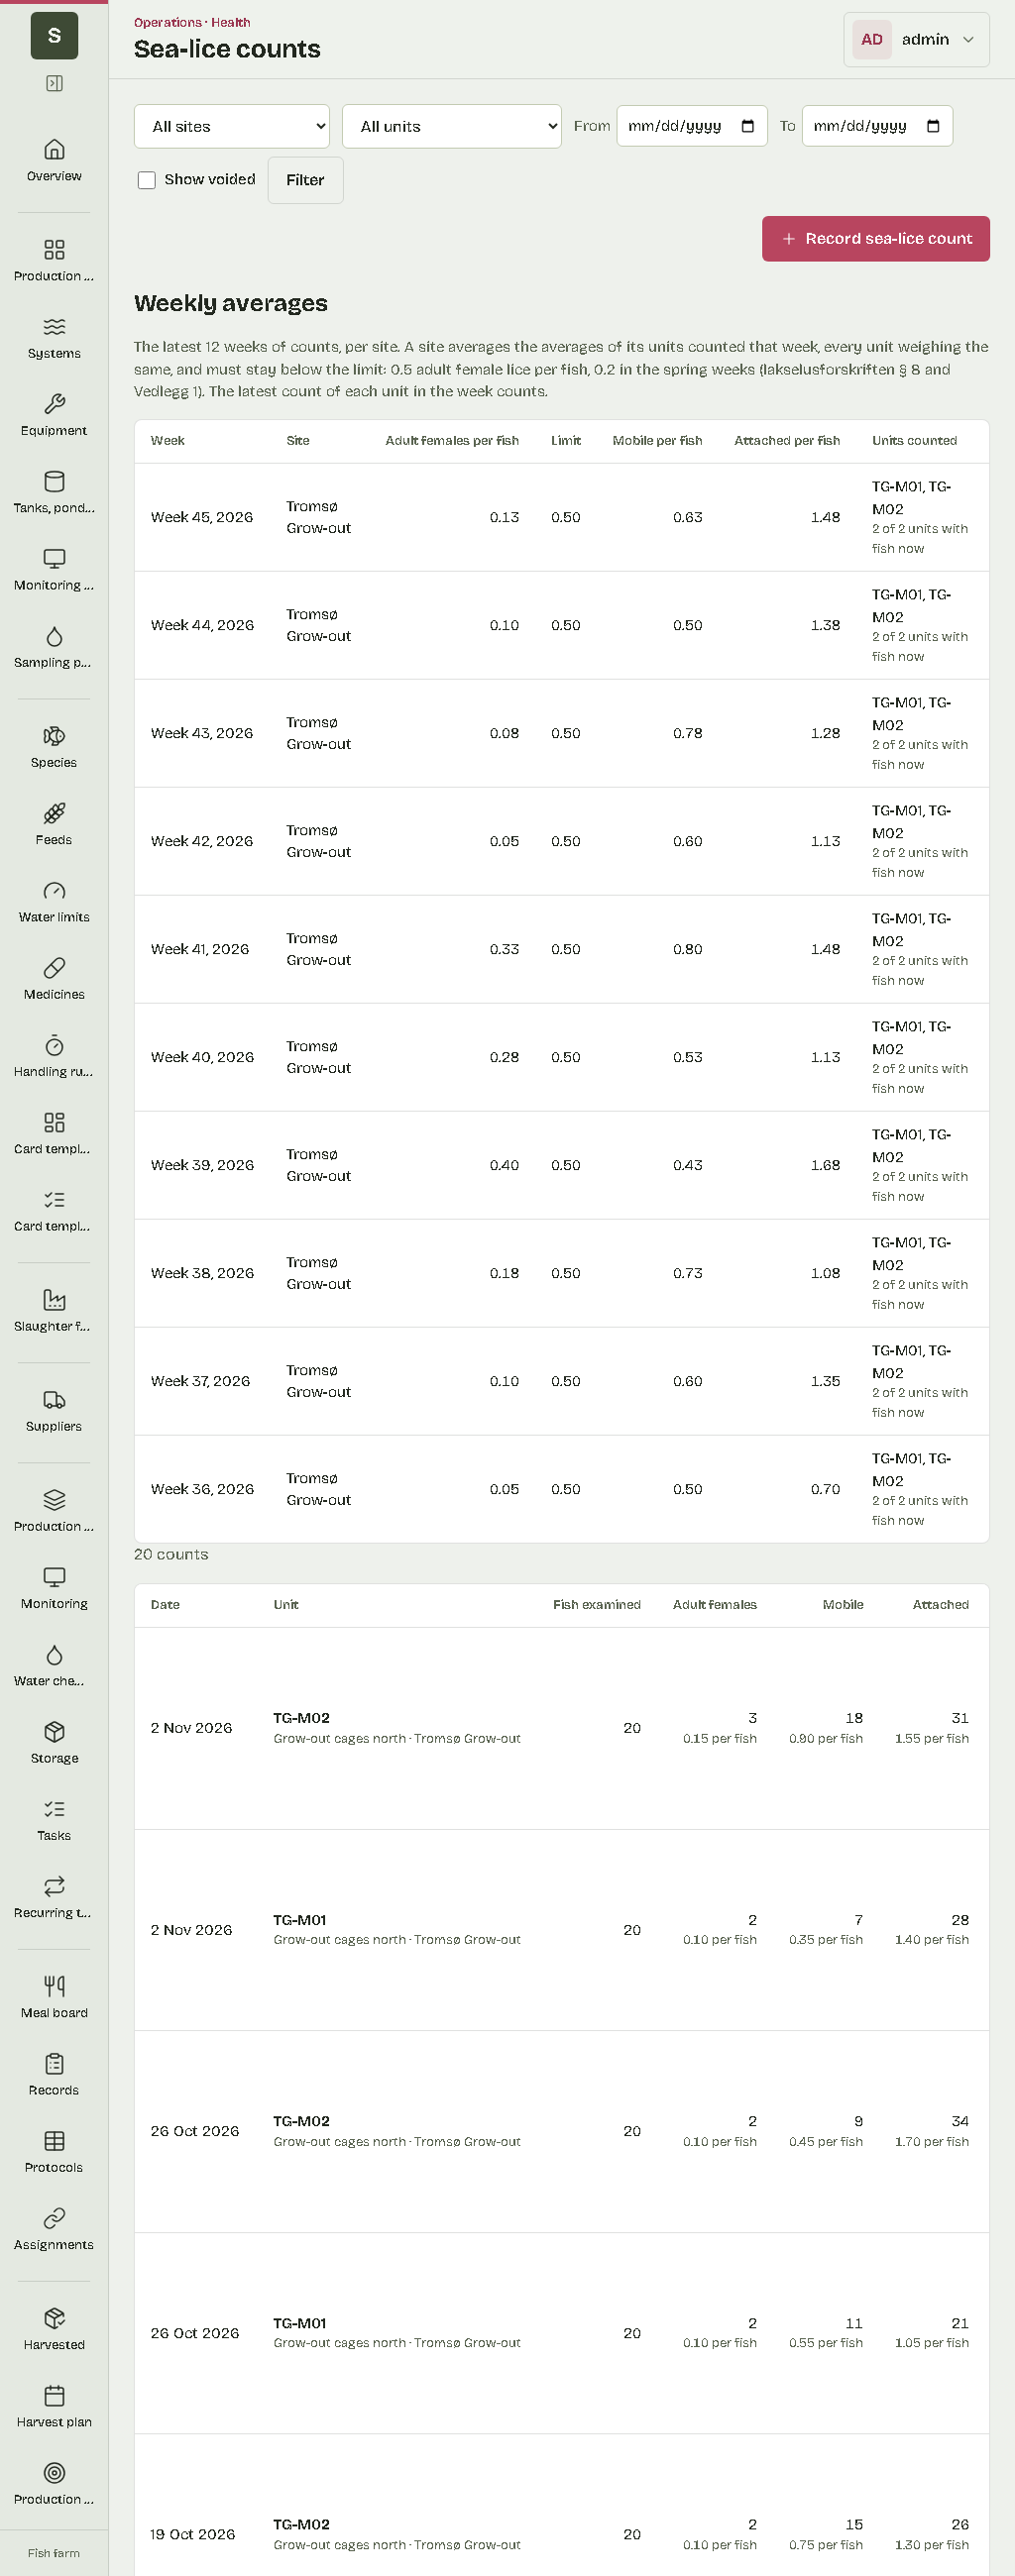 S
Overview
Production ...
Systems
Equipment
Tanks, pond...
Monitoring ...
Sampling p...
Species
Feeds
Water limits
Medicines
Handling ru...
Card templ...
Card templ...
Slaughter f...
Suppliers
Production ...
Monitoring
Water che...
Storage
Tasks
Recurring t...
Meal board
Records
Protocols
Assignments
Harvested
Harvest plan
Production ...
Fish farm
Operations · Health
Sea-lice counts
AD admin
All sites All units From mm/dd/yyyy To mm/dd/yyyy
Show voided Filter
+ Record sea-lice count
Weekly averages
The latest 12 weeks of counts, per site. A site averages the averages of its units counted that week, every unit weighing the
same, and must stay below the limit: 0.5 adult female lice per fish, 0.2 in the spring weeks (lakselusforskriften § 8 and
Vedlegg 1). The latest count of each unit in the week counts.
Week Site Adult females per fish Limit Mobile per fish Attached per fish Units counted
Week 45, 2026 Tromsø Grow-out 0.13 0.50 0.63 1.48 TG-M01, TG-M02 2 of 2 units with fish now
Week 44, 2026 Tromsø Grow-out 0.10 0.50 0.50 1.38 TG-M01, TG-M02 2 of 2 units with fish now
Week 43, 2026 Tromsø Grow-out 0.08 0.50 0.78 1.28 TG-M01, TG-M02 2 of 2 units with fish now
Week 42, 2026 Tromsø Grow-out 0.05 0.50 0.60 1.13 TG-M01, TG-M02 2 of 2 units with fish now
Week 41, 2026 Tromsø Grow-out 0.33 0.50 0.80 1.48 TG-M01, TG-M02 2 of 2 units with fish now
Week 40, 2026 Tromsø Grow-out 0.28 0.50 0.53 1.13 TG-M01, TG-M02 2 of 2 units with fish now
Week 39, 2026 Tromsø Grow-out 0.40 0.50 0.43 1.68 TG-M01, TG-M02 2 of 2 units with fish now
Week 38, 2026 Tromsø Grow-out 0.18 0.50 0.73 1.08 TG-M01, TG-M02 2 of 2 units with fish now
Week 37, 2026 Tromsø Grow-out 0.10 0.50 0.60 1.35 TG-M01, TG-M02 2 of 2 units with fish now
Week 36, 2026 Tromsø Grow-out 0.05 0.50 0.50 0.70 TG-M01, TG-M02 2 of 2 units with fish now
20 counts
Date Unit Fish examined Adult females Mobile Attached
2 Nov 2026 TG-M02 20 3 18 31
Grow-out cages north · Tromsø Grow-out 0.15 per fish 0.90 per fish 1.55 per fish
2 Nov 2026 TG-M01 20 2 7 28
Grow-out cages north · Tromsø Grow-out 0.10 per fish 0.35 per fish 1.40 per fish
26 Oct 2026 TG-M02 20 2 9 34
Grow-out cages north · Tromsø Grow-out 0.10 per fish 0.45 per fish 1.70 per fish
26 Oct 2026 TG-M01 20 2 11 21
Grow-out cages north · Tromsø Grow-out 0.10 per fish 0.55 per fish 1.05 per fish
19 Oct 2026 TG-M02 20 2 15 26
Grow-out cages north · Tromsø Grow-out 0.10 per fish 0.75 per fish 1.30 per fish